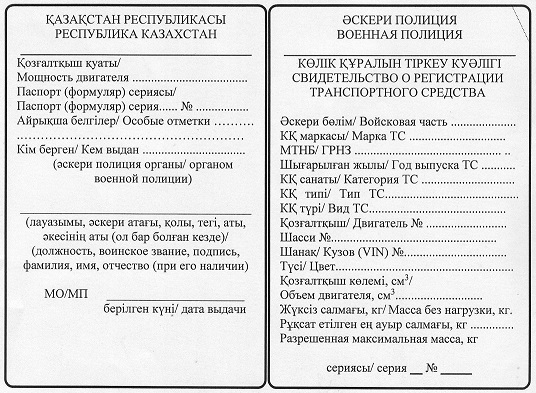 ҚАЗАҚСТАН РЕСПУБЛИКАСЫ
РЕСПУБЛИКА КАЗАХСТАН
Қозғалтқыш қуаты/
Мощность двигателя ........................
Паспорт (формуляр) сериясы/
Паспорт (формуляр) серия...... № ...........
Айрықша белгілер/ Особые отметки ……….
……………………………………………
Кім берген/ Кем выдан .........................
(әскери полиция органы/ органом
военной полиции)
(лауазымы, әскери атағы, қолы, тегі, аты,
әкесінің аты (ол бар болған кезде)/
(должность, воинское звание, подпись,
фамилия, имя, отчество (при его наличии)
МО/МП
берілген күні/ дата выдачи
ӘСКЕРИ ПОЛИЦИЯ
ВОЕННАЯ ПОЛИЦИЯ
КӨЛІК ҚҰРАЛЫН ТІРКЕУ КУӘЛІГІ
СВИДЕТЕЛЬСТВО О РЕГИСТРАЦИИ
ТРАНСПОРТНОГО СРЕДСТВА
Әскери бөлім/ Войсковая часть ...................
КҚ маркасы/ Марка ТС ..............................
МТНБ/ ГРНЗ ........................................
Шығарылған жылы/ Год выпуска ТС ...........
КҚ санаты/ Категория ТС ........................
КҚ типі/ Тип ТС..............................
КҚ түрі/ Вид ТС..................................
Қозғалтқыш/ Двигатель № ........................
Шасси №..........................................
Шанак/ Кузов (VIN) №..........................
Түсі/ Цвет........................................
Қозғалтқыш көлемі, см³/
Объем двигателя, см³.......................
Жүксіз салмағы, кг/ Масса без нагрузки, кг.
Рұқсат етілген ең ауыр салмағы, кг ............
Разрешенная максимальная масса, кг
сериясы/ серия __ № _____